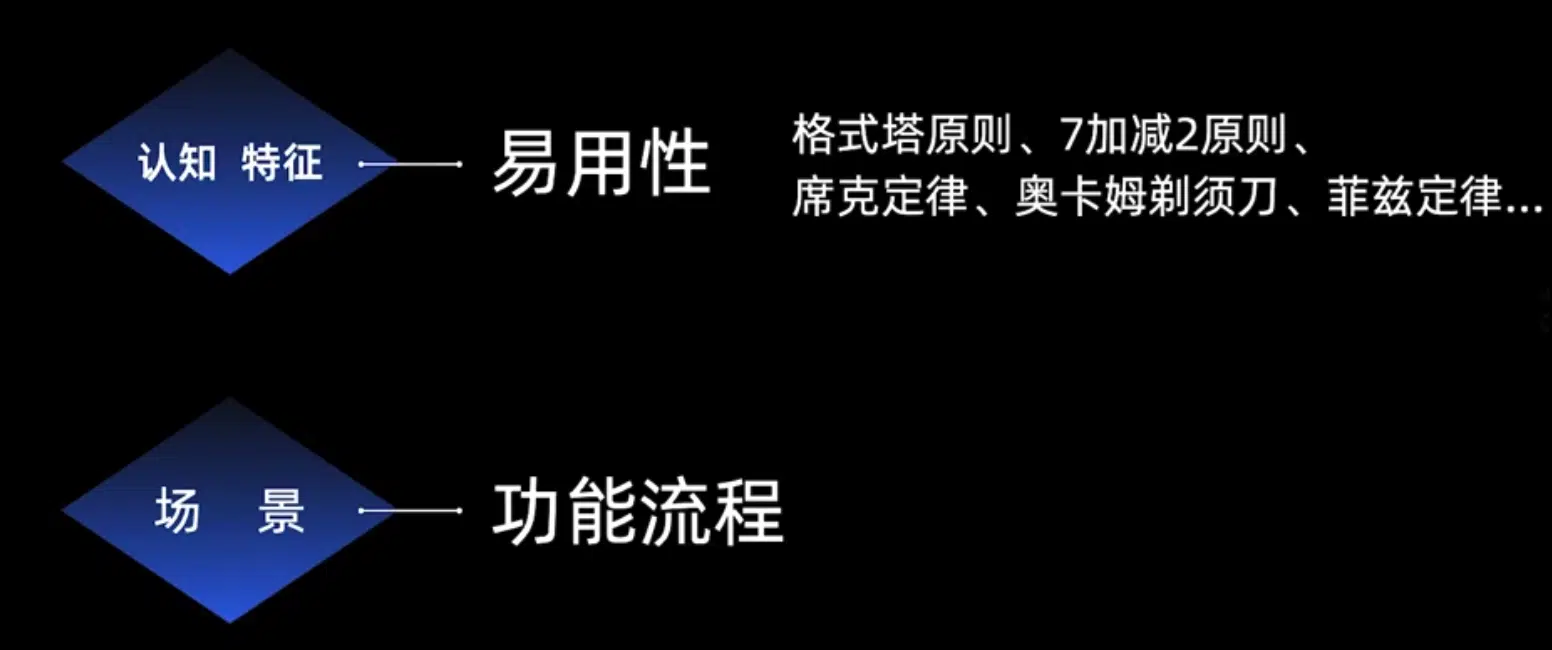 认知 特征
易用性
格式塔原则、7加减2原则、
席克定律、奥卡姆剃须刀、菲兹定律...
场 景
功能流程